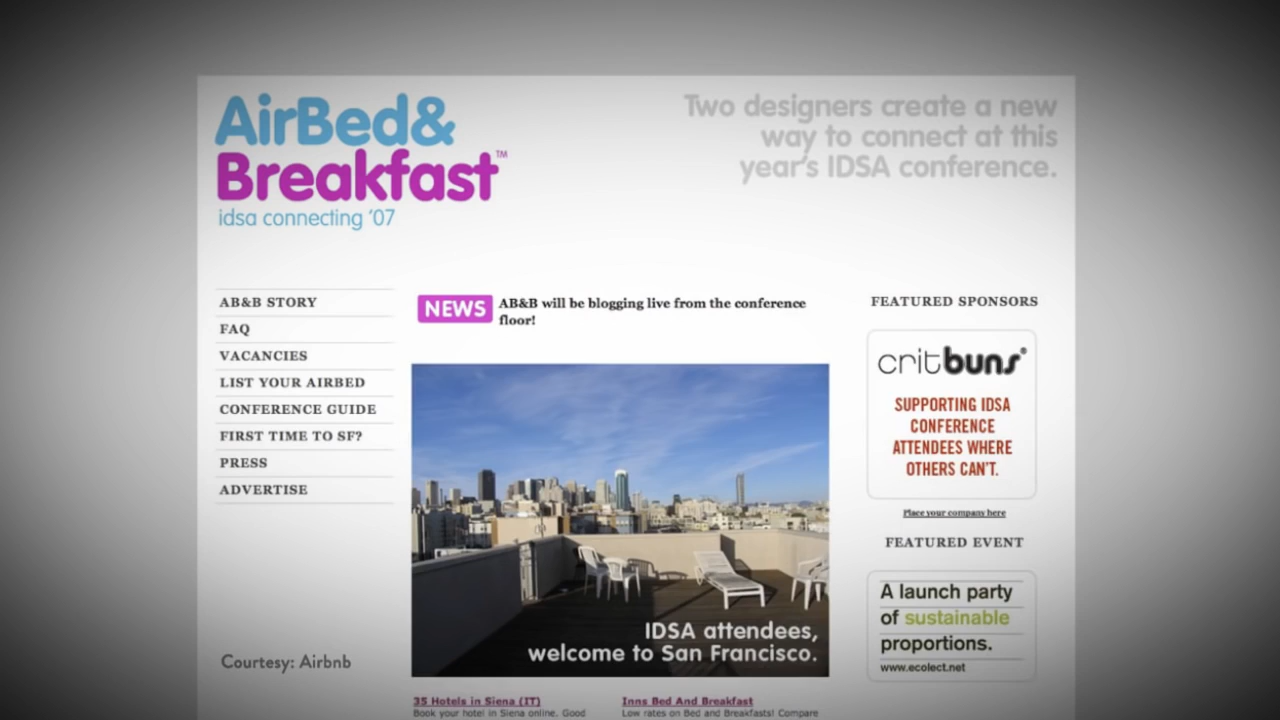 AirBed&
Breakfast™
idsa connecting '07
Two designers create a new
way to connect at this
year's IDSA conference.
AB&B STORY
FAQ
VACANCIES
LIST YOUR AIRBED
CONFERENCE GUIDE
FIRST TIME TO SF?
PRESS
ADVERTISE
NEWS
AB&B will be blogging live from the conference
floor!
IDSA attendees,
welcome to San Francisco.
35 Hotels in Siena (IT)
Book your hotel in Siena online. Good
Inns Bed And Breakfast
Low rates on Bed and Breakfasts! Compare
FEATURED SPONSORS
critbuns®
SUPPORTING IDSA
CONFERENCE
ATTENDEES WHERE
OTHERS CAN'T.
Place your company here
FEATURED EVENT
A launch party
of sustainable
proportions.
www.ecolect.net
Courtesy: Airbnb